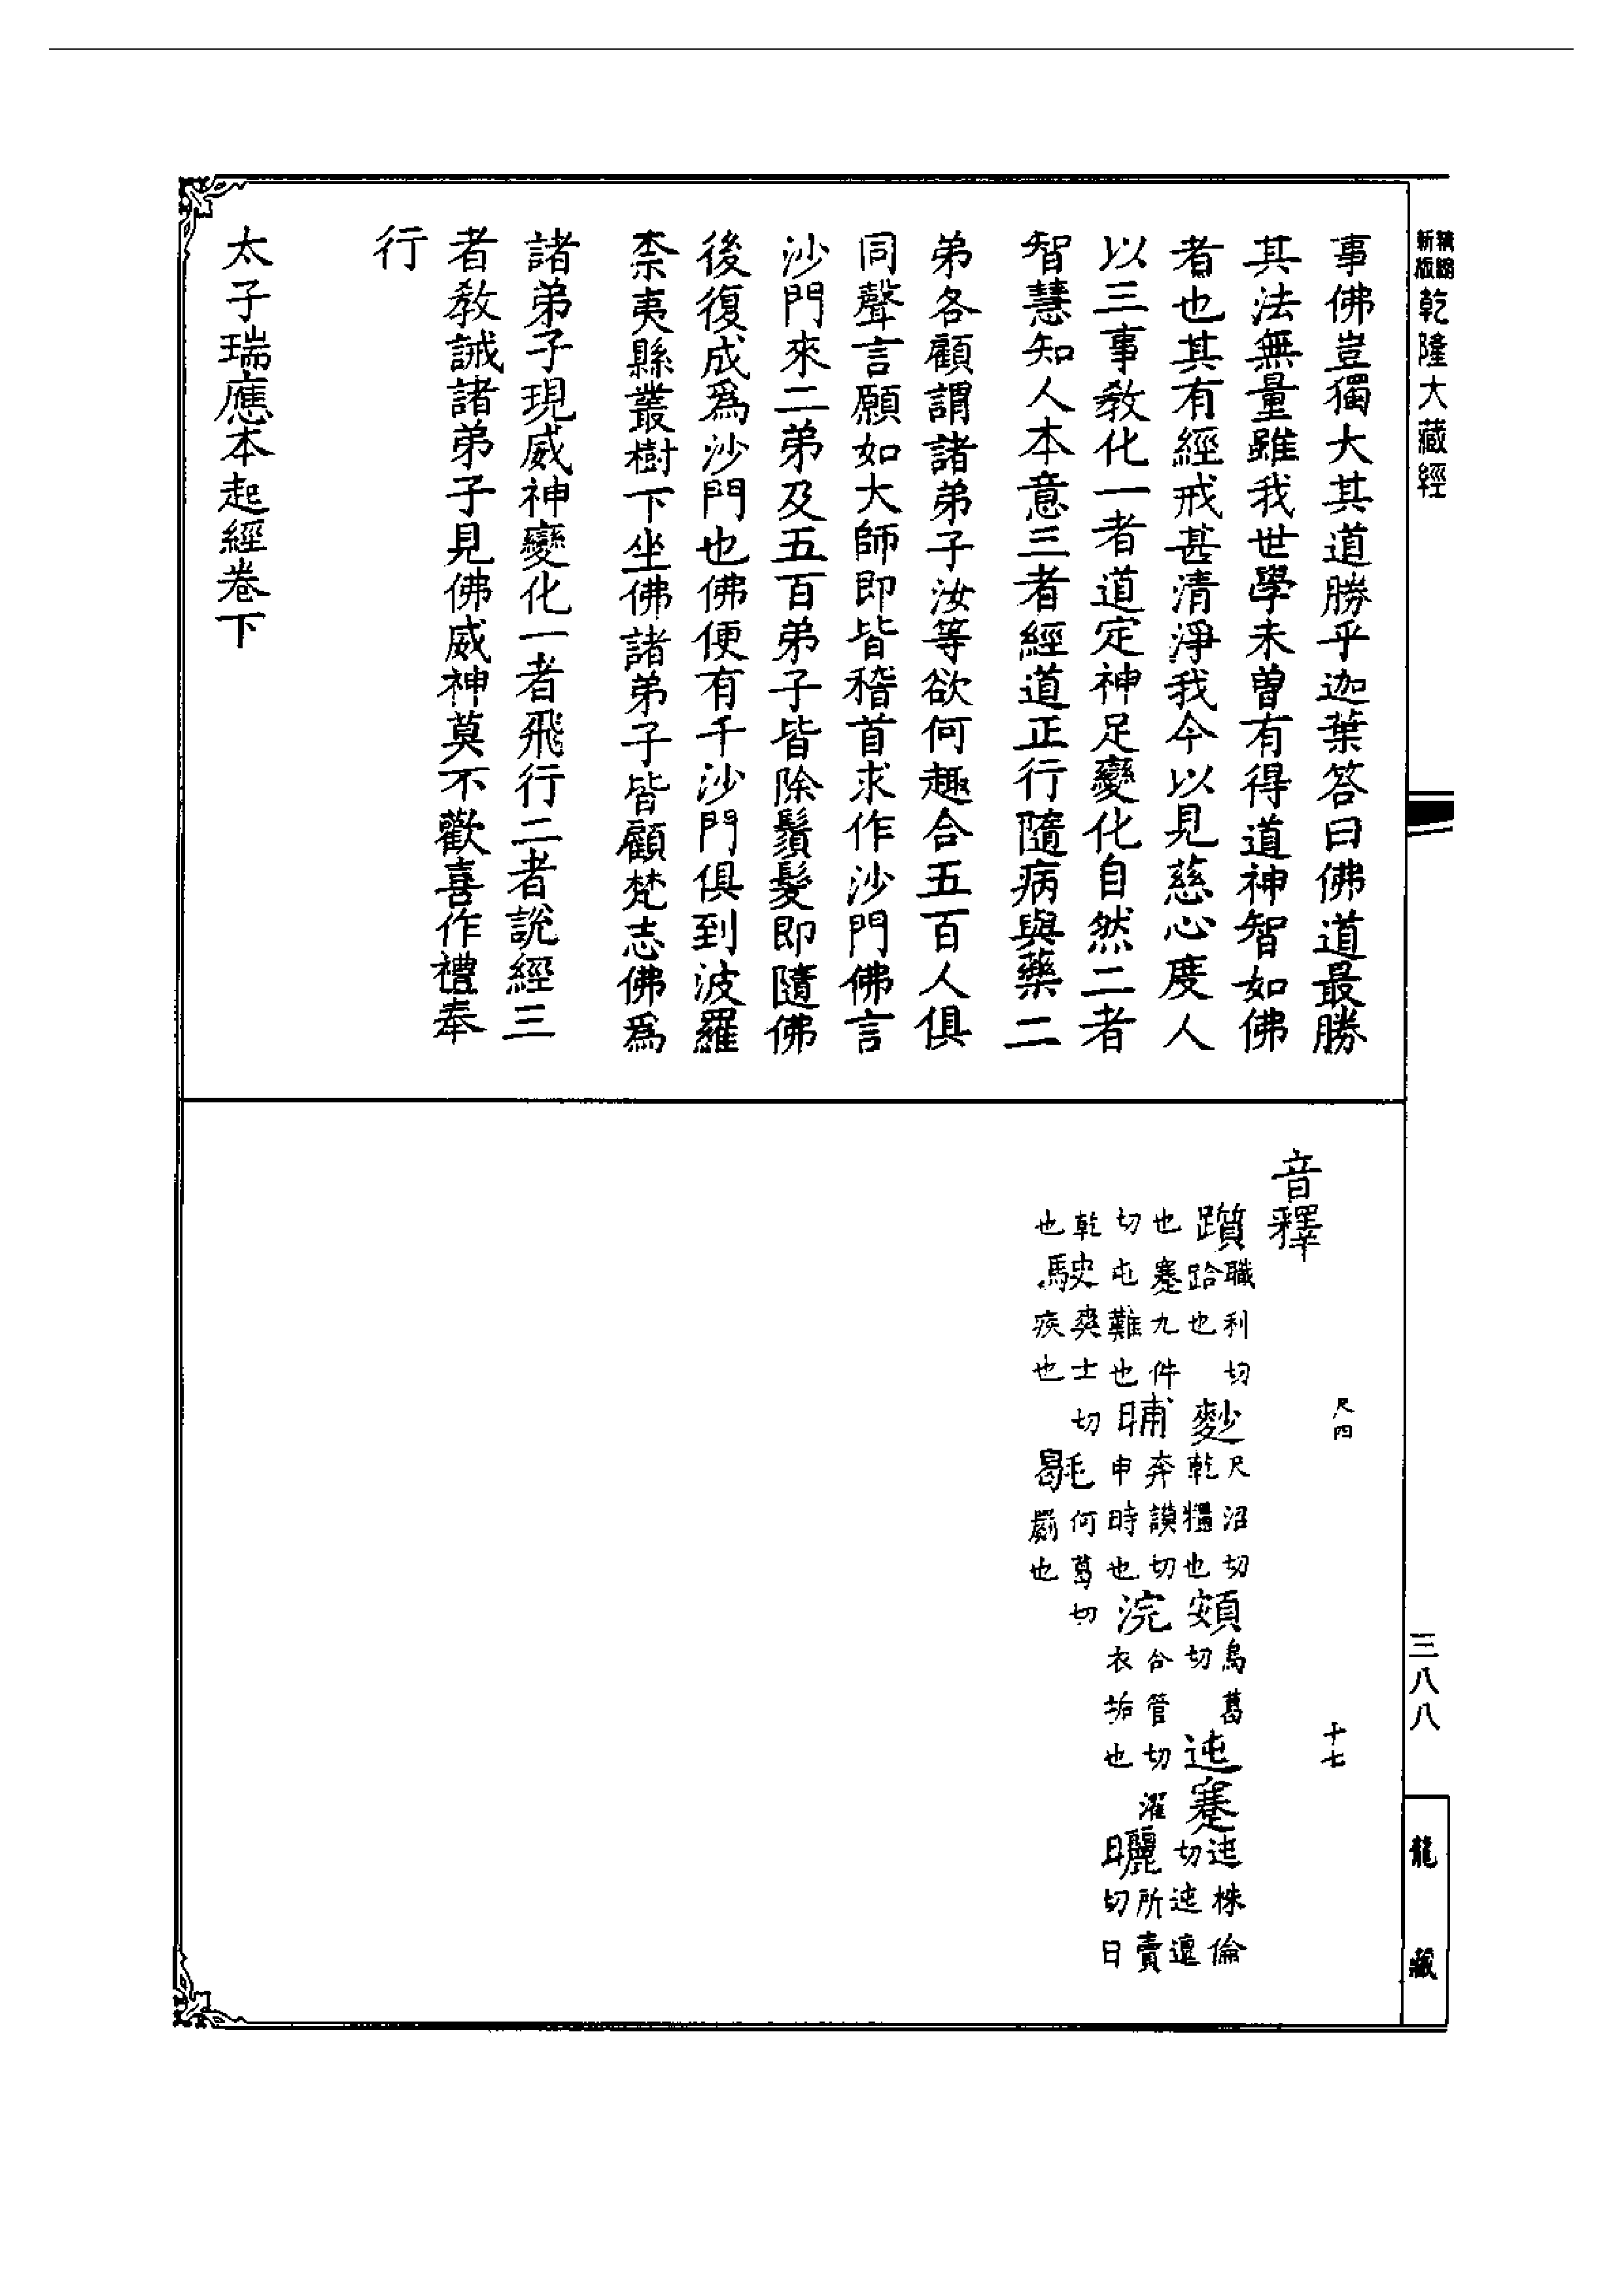 精編新版乾隆大藏經
事佛豈獨大其道勝乎迦葉答曰佛道最勝
其法無量雖我世學未曾有得道神智如佛
者也其有經戒甚清淨我今以見慈心度人
以三事教化一者道定神足變化自然二者
智慧知人本意三者經道正行隨病與藥二
弟各顧謂諸弟子汝等欲何趣合五百人俱
同聲言願如大師即皆稽首求作沙門佛言
沙門來二弟及五百弟子皆除鬚髮即隨佛
後復成爲沙門也佛便有千沙門俱到波羅
柰夷縣叢樹下坐佛諸弟子皆顧梵志佛爲
諸弟子現威神變化一者飛行二者說經三
者教誡諸弟子見佛威神莫不歡喜作禮奉
行
太子瑞應本起經卷下
三八八
龍藏
尺四 十七
音釋
躓職利切跲也 麨尺沼切乾糧也 頞烏葛切 迍蹇迍株倫切迍邅
也蹇九件切屯難也 晡奔謨切申時也 浣合管切濯衣垢也 曬所賣切日
乾也 駛爽士切疾也 毼何葛切罽也